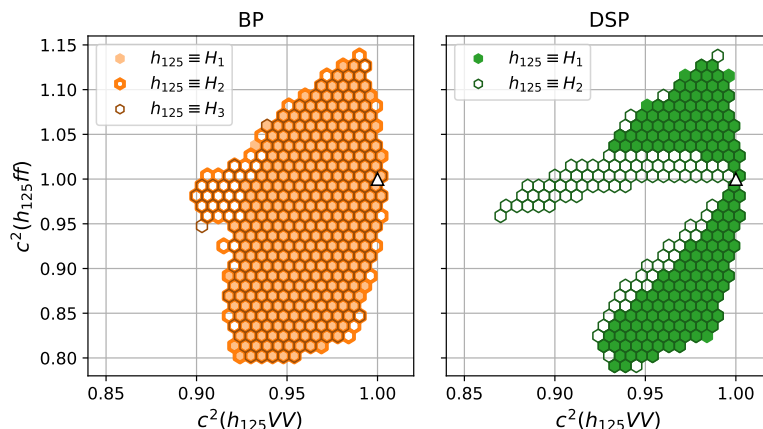 BP
DSP
h₁₂₅ ≡ H₁
h₁₂₅ ≡ H₂
h₁₂₅ ≡ H₃
h₁₂₅ ≡ H₁
h₁₂₅ ≡ H₂
c²(h₁₂₅ff)
1.15
1.10
1.05
1.00
0.95
0.90
0.85
0.80
0.85 0.90 0.95 1.00
0.85 0.90 0.95 1.00
c²(h₁₂₅VV)
c²(h₁₂₅VV)